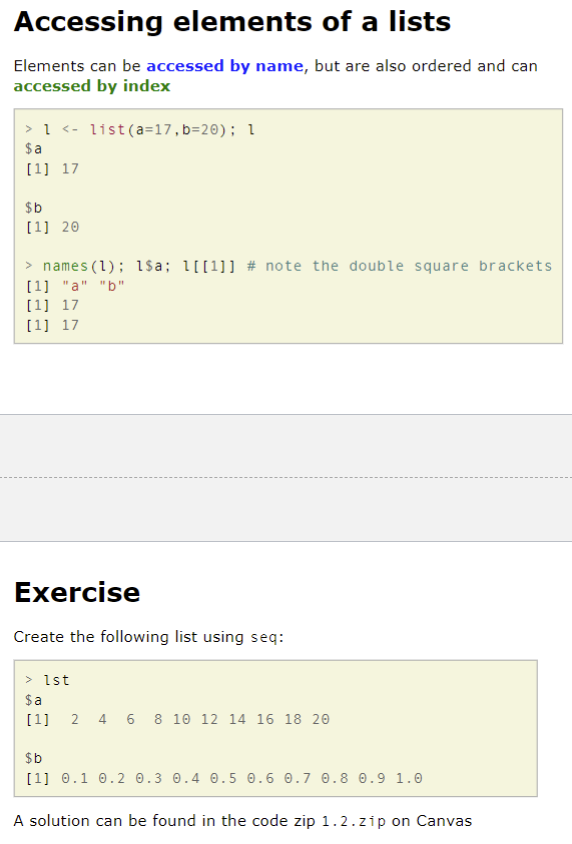 Accessing elements of a lists
Elements can be accessed by name, but are also ordered and can
accessed by index
> l <- list(a=17,b=20); l
$a
[1] 17
$b
[1] 20
> names(l); l$a; l[[1]] # note the double square brackets
[1] "a" "b"
[1] 17
[1] 17
Exercise
Create the following list using seq:
> lst
$a
[1]  2  4  6  8 10 12 14 16 18 20
$b
[1] 0.1 0.2 0.3 0.4 0.5 0.6 0.7 0.8 0.9 1.0
A solution can be found in the code zip 1.2.zip on Canvas